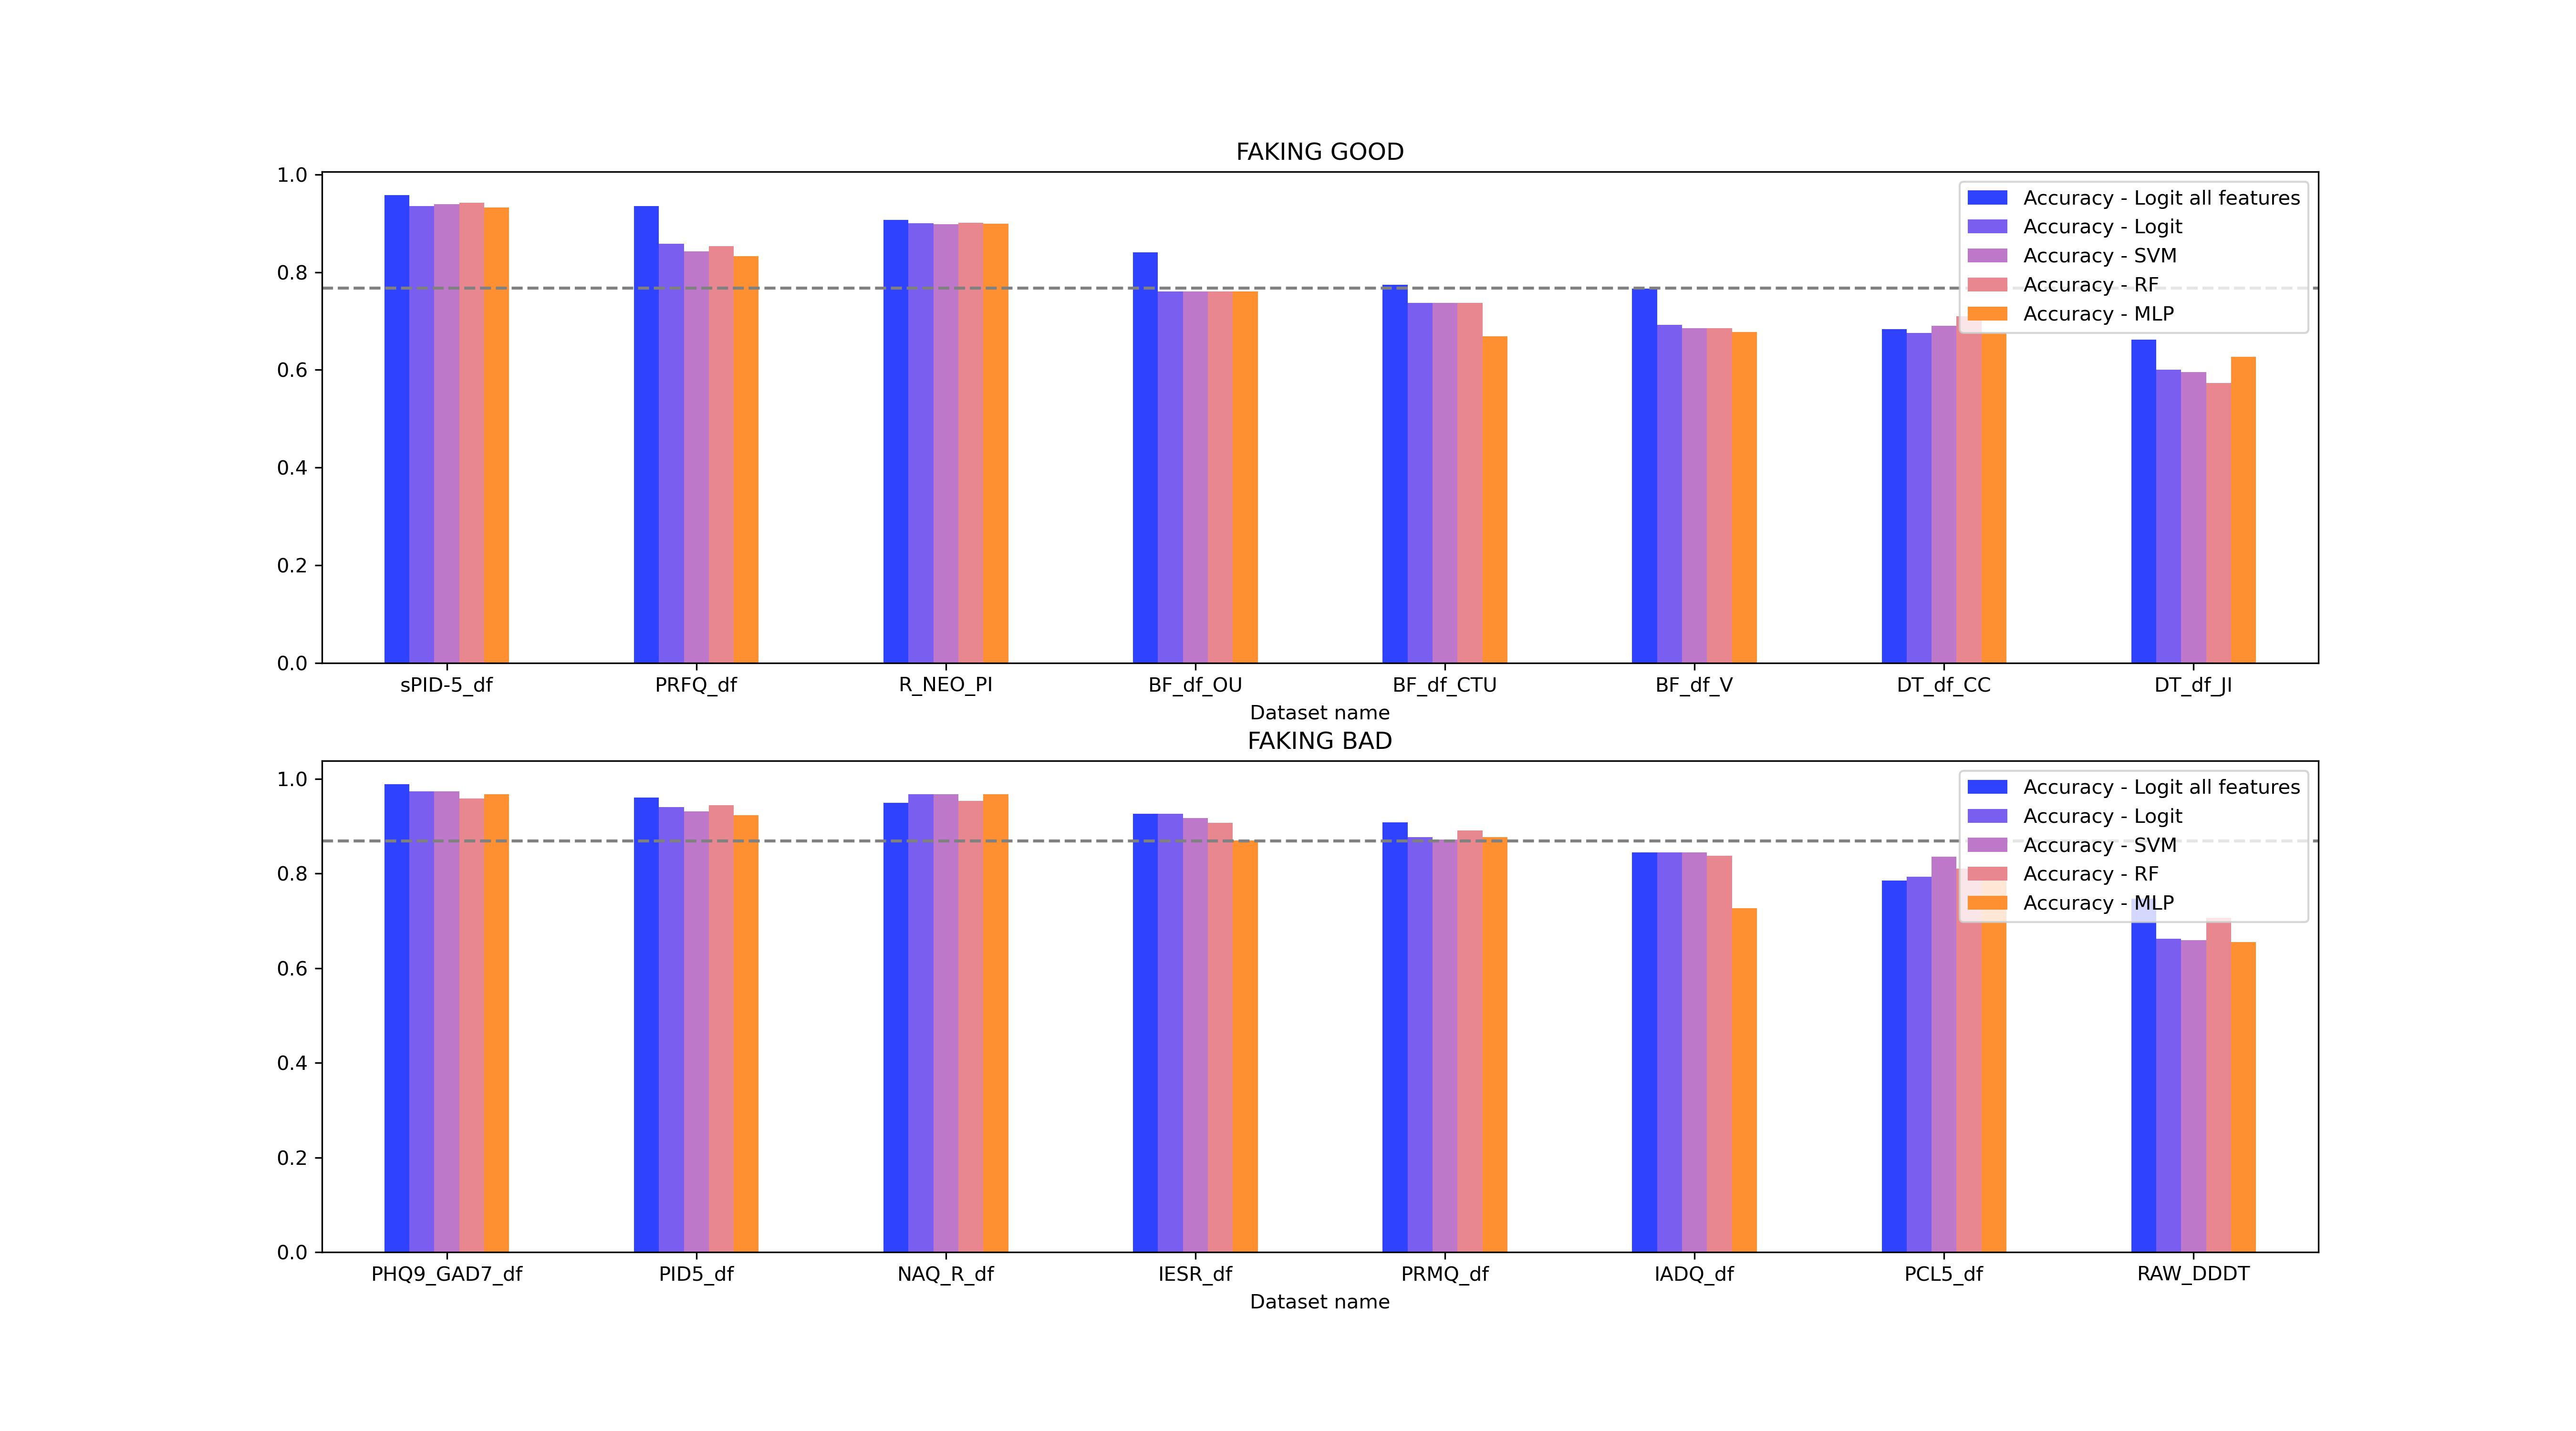 FAKING GOOD
1.0
0.8
0.6
0.4
0.2
0.0
Accuracy - Logit all features
Accuracy - Logit
Accuracy - SVM
Accuracy - RF
Accuracy - MLP
sPID-5_df PRFQ_df R_NEO_PI BF_df_OU BF_df_CTU BF_df_V DT_df_CC DT_df_JI
Dataset name
FAKING BAD
1.0
0.8
0.6
0.4
0.2
0.0
Accuracy - Logit all features
Accuracy - Logit
Accuracy - SVM
Accuracy - RF
Accuracy - MLP
PHQ9_GAD7_df PID5_df NAQ_R_df IESR_df PRMQ_df IADQ_df PCL5_df RAW_DDDT
Dataset name